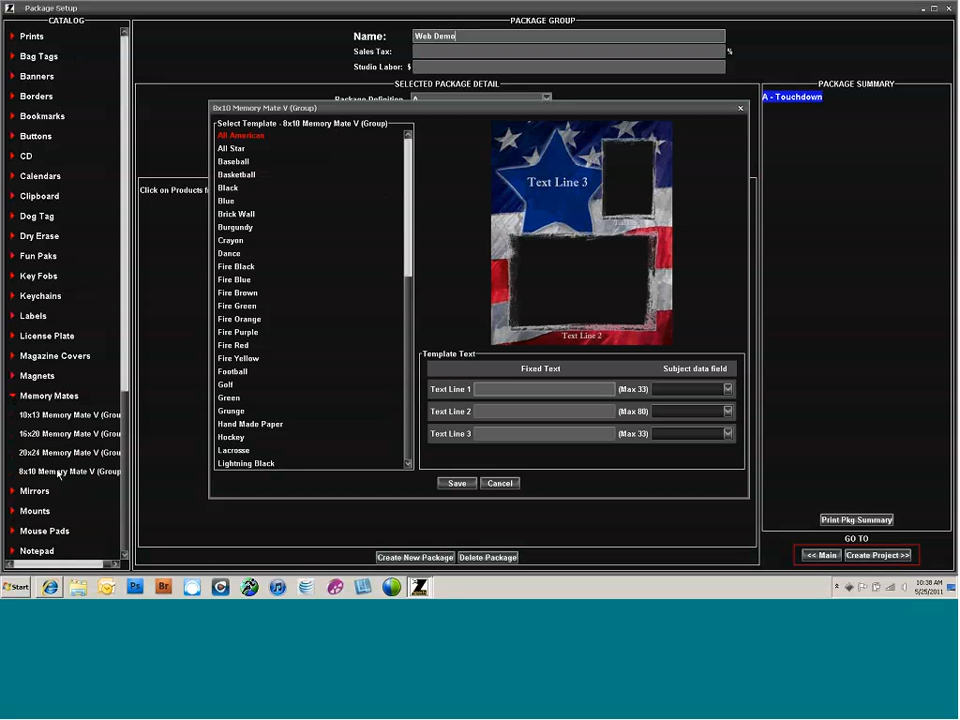 Package Setup
CATALOG
Prints
Bag Tags
Banners
Borders
Bookmarks
Buttons
CD
Calendars
Clipboard
Dog Tag
Dry Erase
Fun Paks
Key Fobs
Keychains
Labels
License Plate
Magazine Covers
Magnets
Memory Mates
10x13 Memory Mate V (Grou
16x20 Memory Mate V (Grou
20x24 Memory Mate V (Grou
8x10 Memory Mate V (Group
Mirrors
Mounts
Mouse Pads
Notepad
PACKAGE GROUP
Name: Web Demo
Sales Tax: %
Studio Labor: $
SELECTED PACKAGE DETAIL
Package Definition A
Click on Products f
8x10 Memory Mate V (Group)
Select Template - 8x10 Memory Mate V (Group)
All American
All Star
Baseball
Basketball
Black
Blue
Brick Wall
Burgundy
Crayon
Dance
Fire Black
Fire Blue
Fire Brown
Fire Green
Fire Orange
Fire Purple
Fire Red
Fire Yellow
Football
Golf
Green
Grunge
Hand Made Paper
Hockey
Lacrosse
Lightning Black
Text Line 3
Text Line 2
Template Text
Fixed Text Subject data field
Text Line 1 (Max 33)
Text Line 2 (Max 80)
Text Line 3 (Max 33)
Save Cancel
Create New Package Delete Package
PACKAGE SUMMARY
A - Touchdown
Print Pkg Summary
GO TO
<< Main Create Project >>
Start Ps Br Z
10:38 AM
5/25/2011